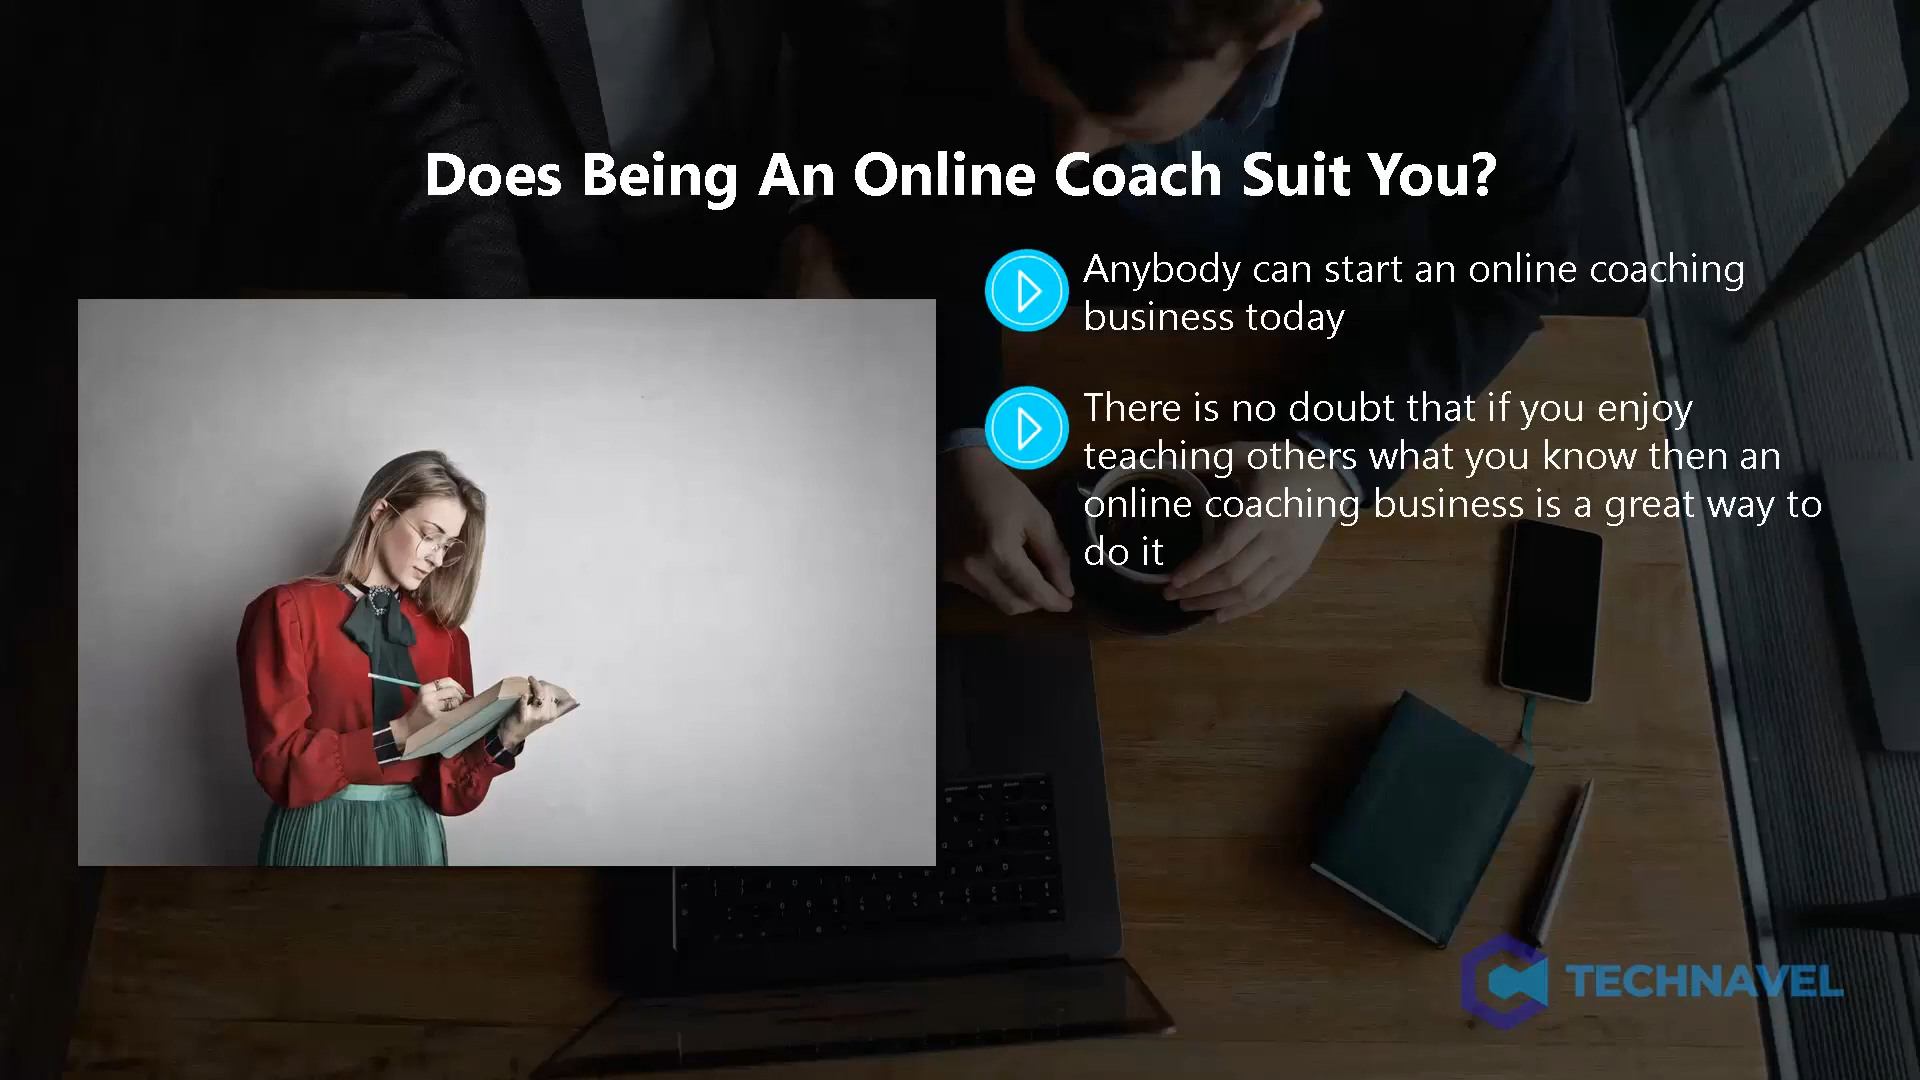 Does Being An Online Coach Suit You?
Anybody can start an online coaching
business today
There is no doubt that if you enjoy
teaching others what you know then an
online coaching business is a great way to
do it
TECHNAVEL